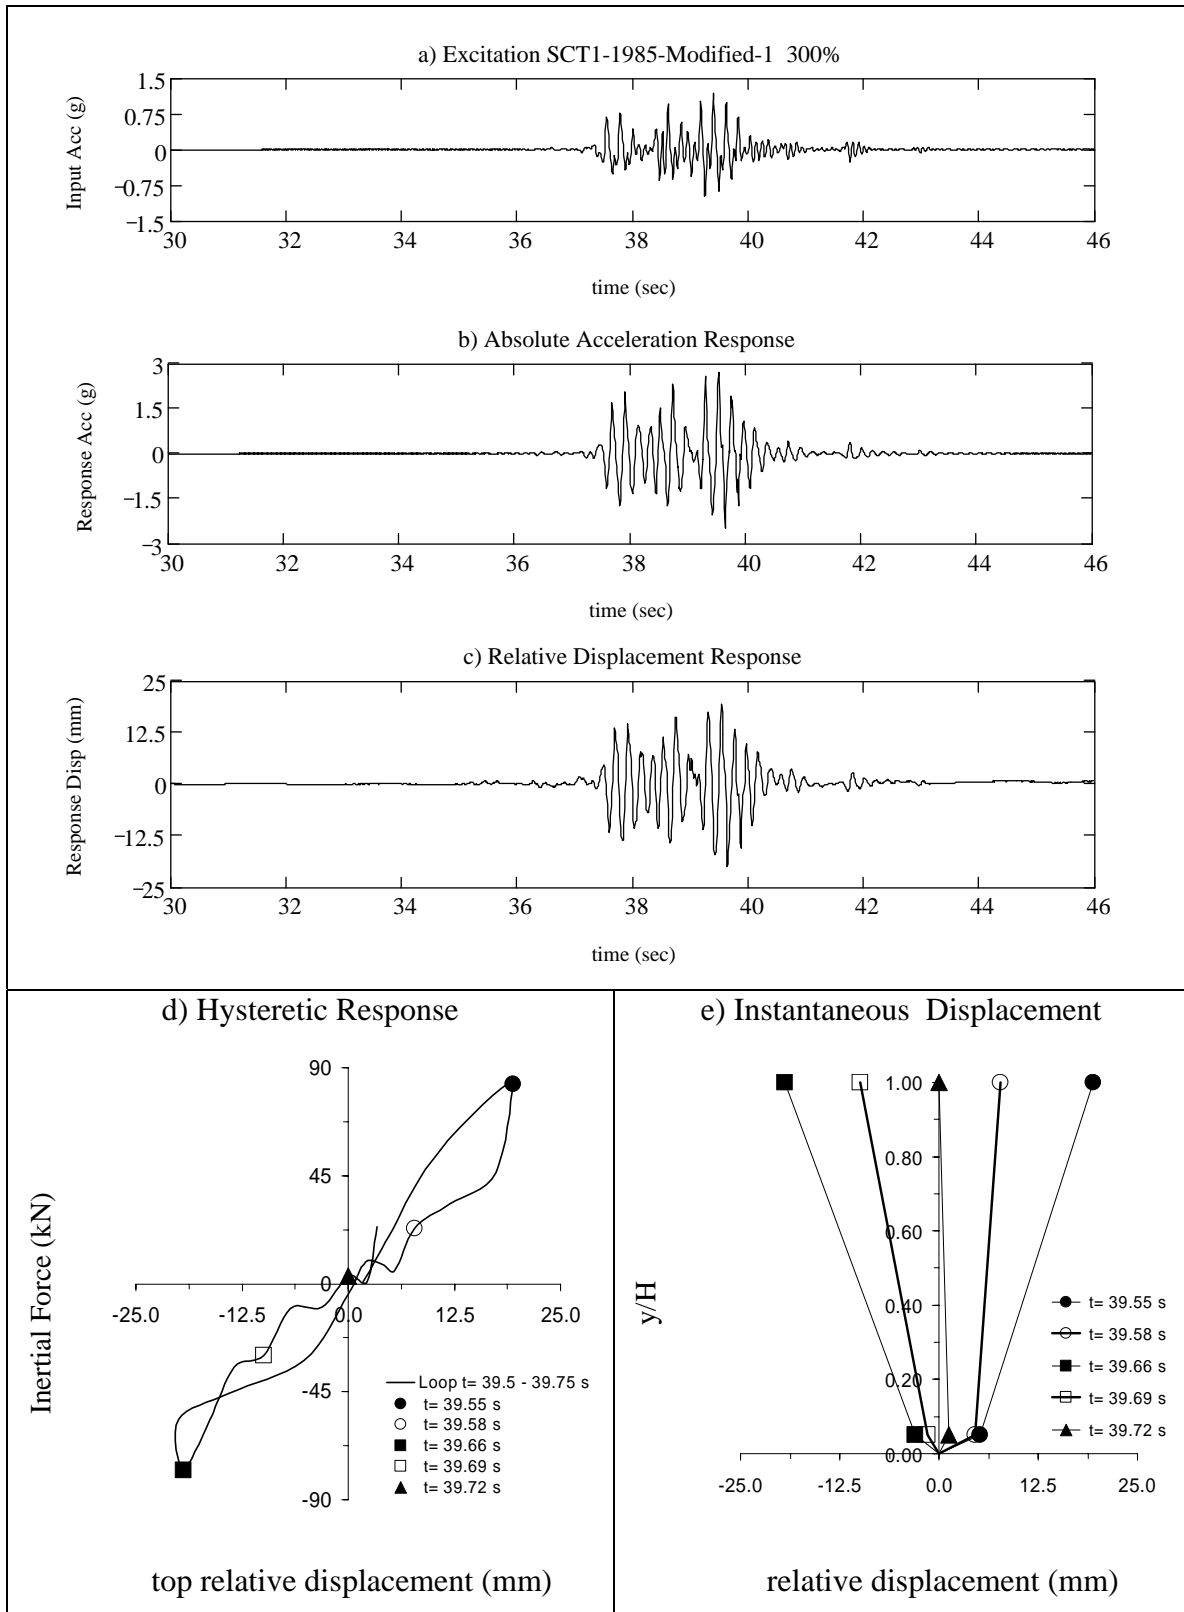 a) Excitation SCT1-1985-Modified-1 300%
1.5
0.75
0
−0.75
−1.5
Input Acc (g)
30 32 34 36 38 40 42 44 46
time (sec)
b) Absolute Acceleration Response
3
1.5
0
−1.5
−3
Response Acc (g)
30 32 34 36 38 40 42 44 46
time (sec)
c) Relative Displacement Response
25
12.5
0
−12.5
−25
Response Disp (mm)
30 32 34 36 38 40 42 44 46
time (sec)
d) Hysteretic Response
90
45
0
-45
-90
Inertial Force (kN)
-25.0 -12.5 0.0 12.5 25.0
Loop t= 39.5 - 39.75 s
t= 39.55 s
t= 39.58 s
t= 39.66 s
t= 39.69 s
t= 39.72 s
top relative displacement (mm)
e) Instantaneous Displacement
1.00
0.80
0.60
0.40
0.20
0.00
y/H
t= 39.55 s
t= 39.58 s
t= 39.66 s
t= 39.69 s
t= 39.72 s
-25.0 -12.5 0.0 12.5 25.0
relative displacement (mm)